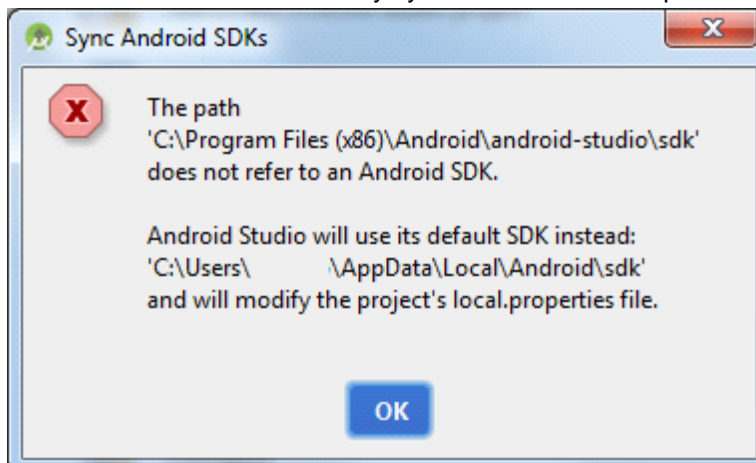 Sync Android SDKs
x
The path
'C:\Program Files (x86)\Android\android-studio\sdk'
does not refer to an Android SDK.
Android Studio will use its default SDK instead:
'C:\Users\ \AppData\Local\Android\sdk'
and will modify the project's local.properties file.
OK